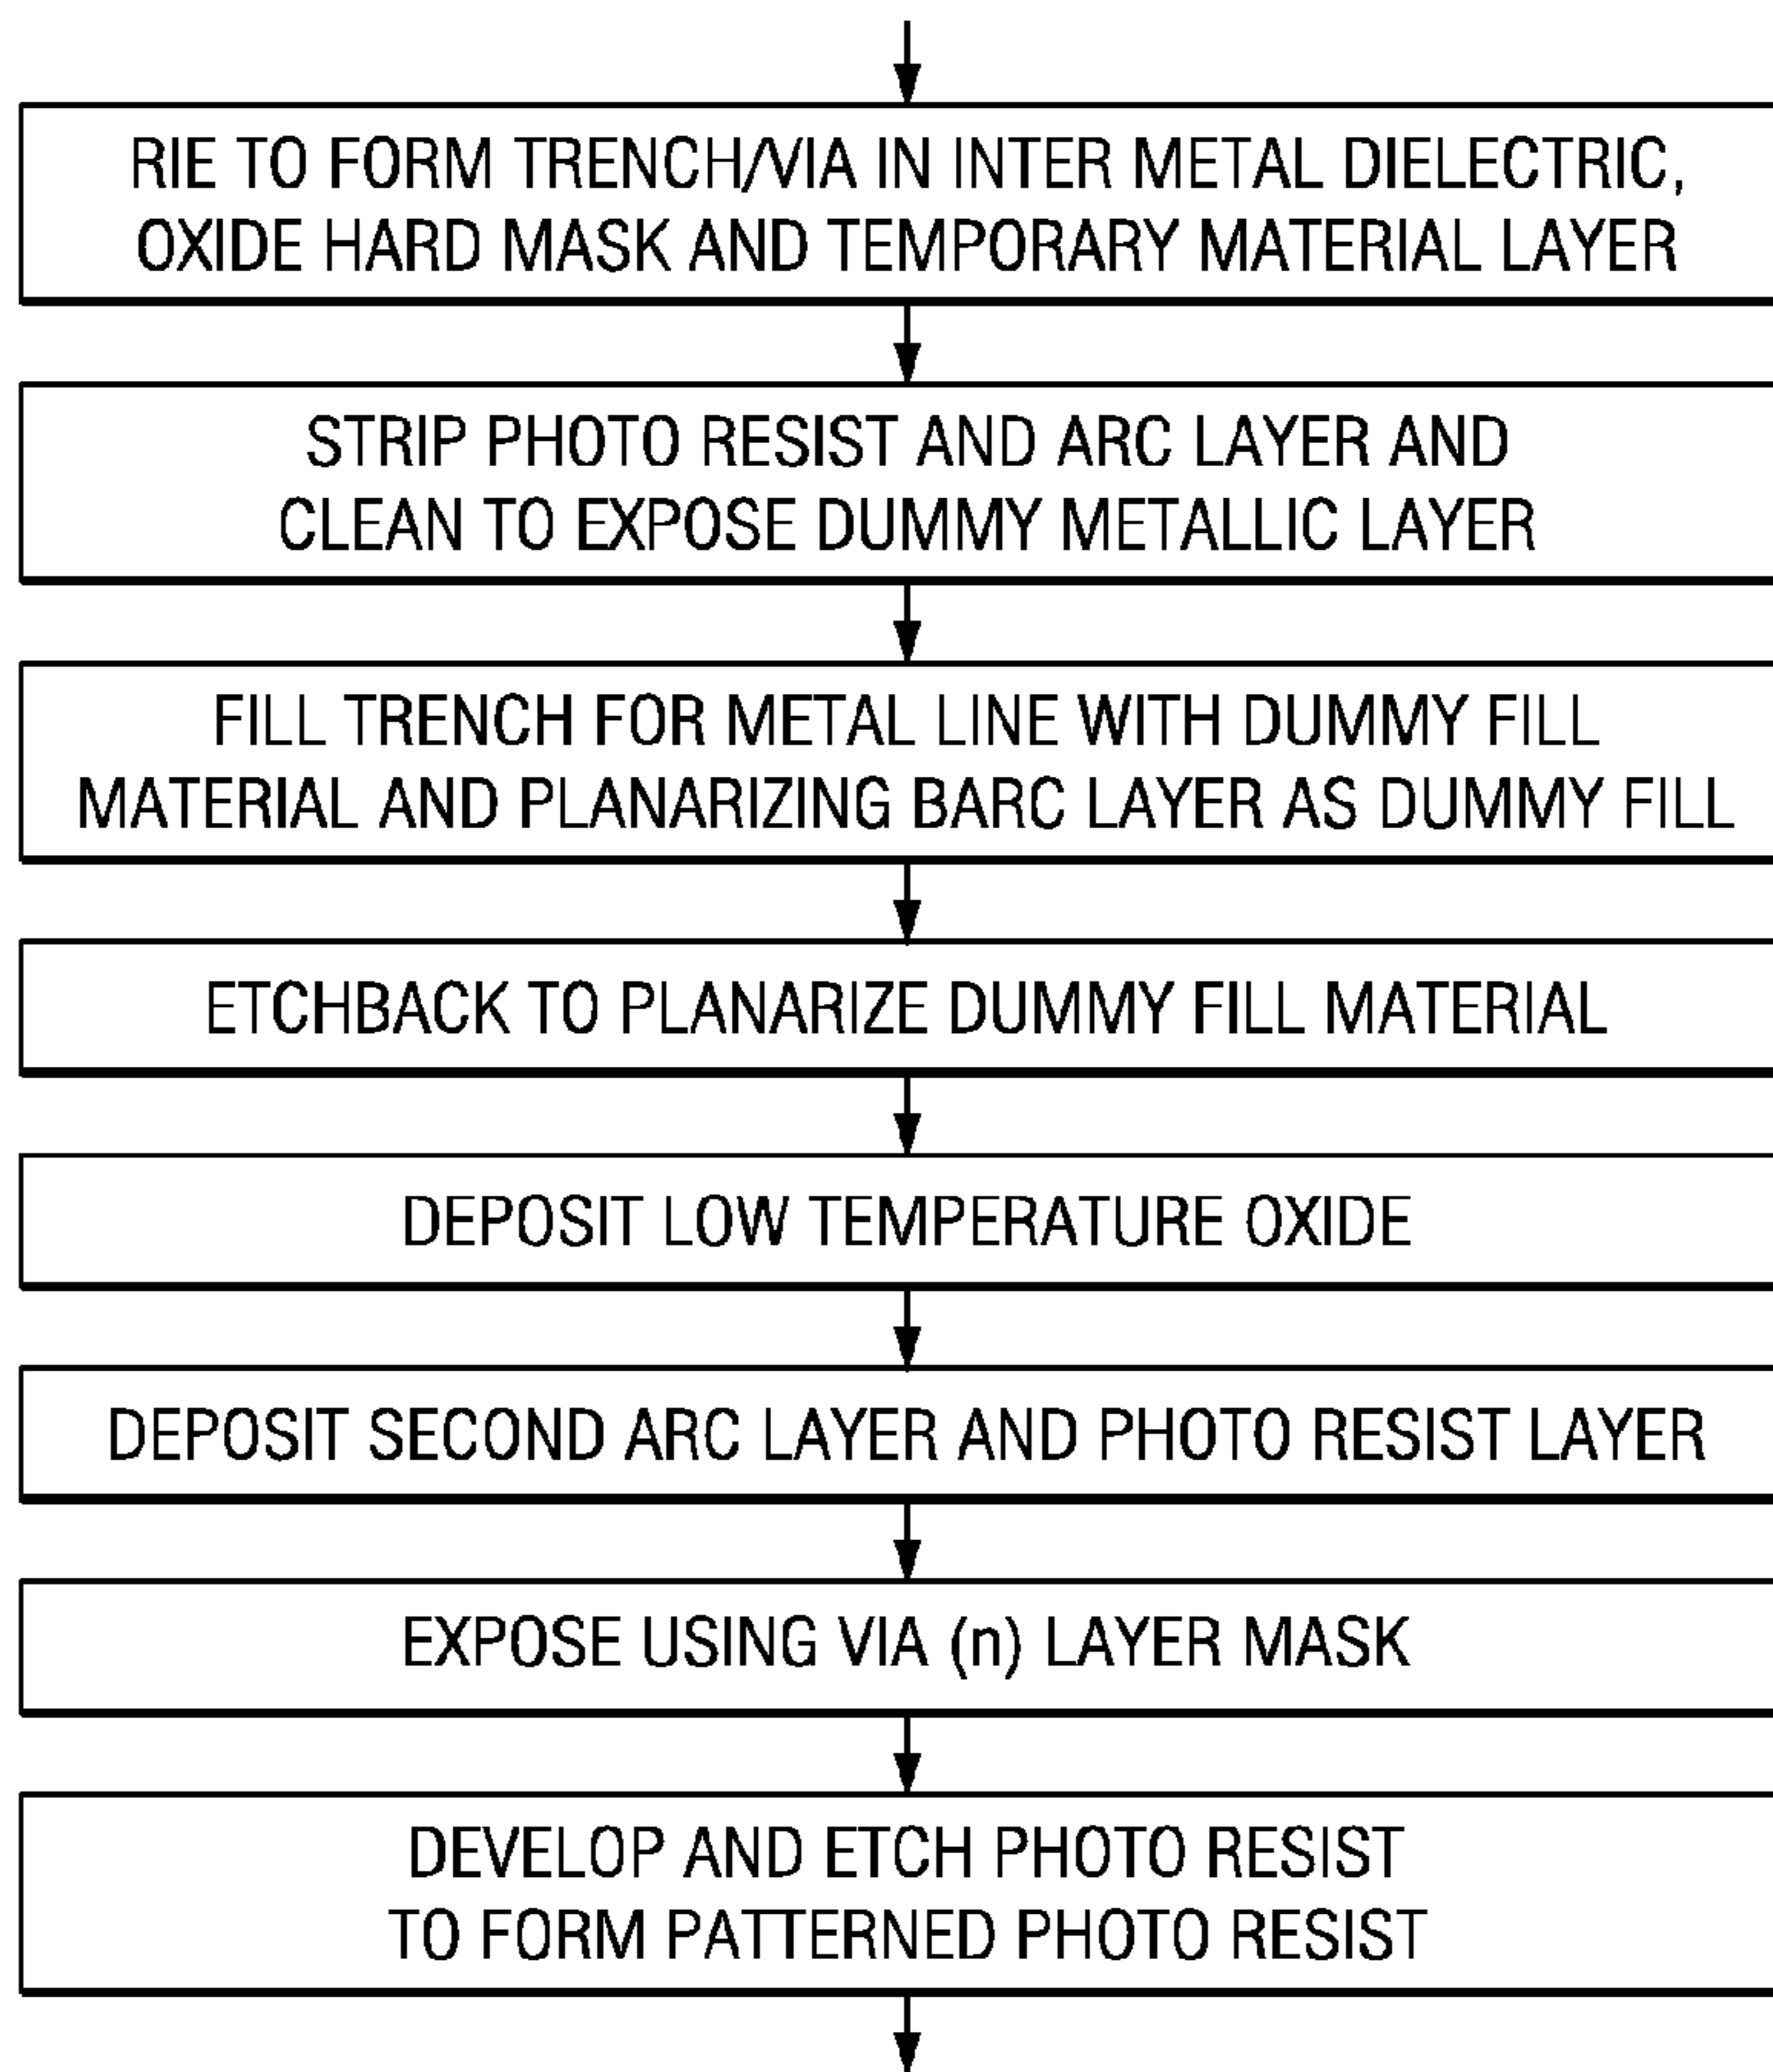 RIE TO FORM TRENCH/VIA IN INTER METAL DIELECTRIC,
OXIDE HARD MASK AND TEMPORARY MATERIAL LAYER
STRIP PHOTO RESIST AND ARC LAYER AND
CLEAN TO EXPOSE DUMMY METALLIC LAYER
FILL TRENCH FOR METAL LINE WITH DUMMY FILL
MATERIAL AND PLANARIZING BARC LAYER AS DUMMY FILL
ETCHBACK TO PLANARIZE DUMMY FILL MATERIAL
DEPOSIT LOW TEMPERATURE OXIDE
DEPOSIT SECOND ARC LAYER AND PHOTO RESIST LAYER
EXPOSE USING VIA (n) LAYER MASK
DEVELOP AND ETCH PHOTO RESIST
TO FORM PATTERNED PHOTO RESIST